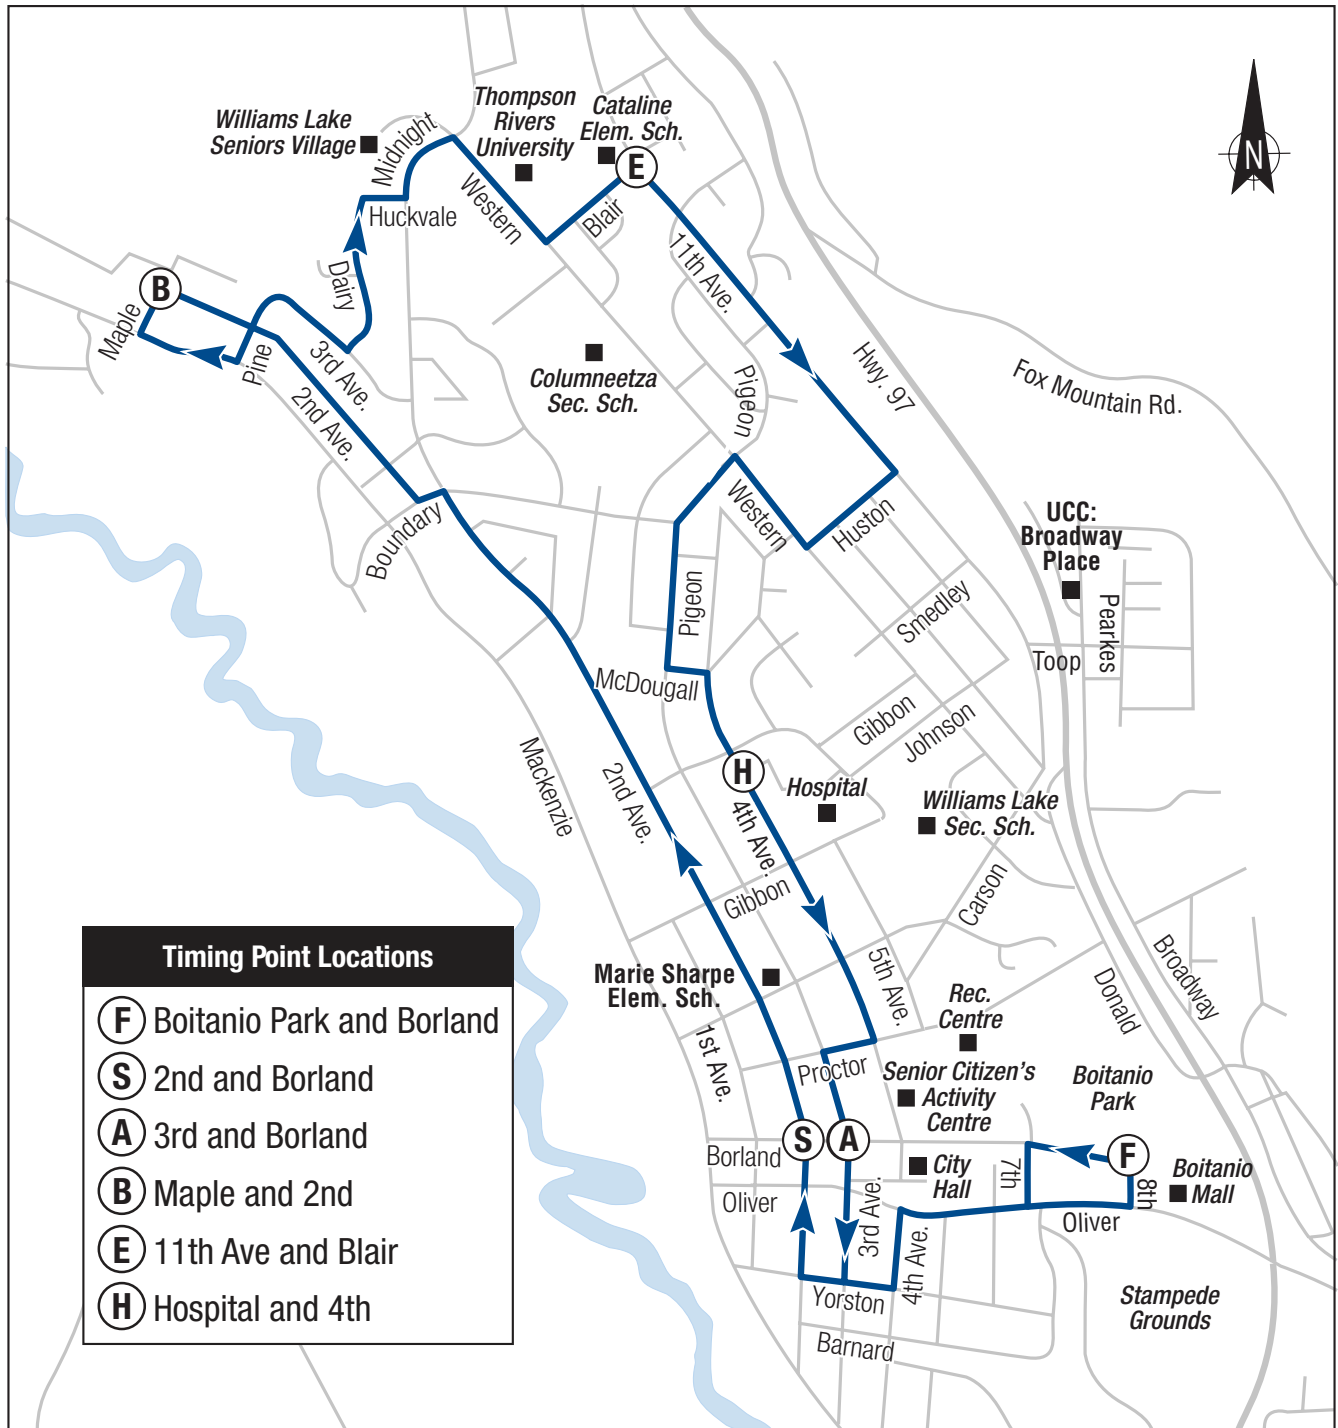 Thompson
Rivers
University
Cataline
Elem. Sch.
Williams Lake
Seniors Village
Midnight
E
N
Huckvale
Western
Blair
11th Ave.
Dairy
B
Maple
Pine
3rd Ave.
2nd Ave.
Columneetza
Sec. Sch.
Pigeon
Hwy. 97
Fox Mountain Rd.
Western
Huston
Boundary
UCC:
Broadway
Place
Pearkes
Toop
Smedley
Pigeon
McDougall
Gibbon
Johnson
Mackenzie
2nd Ave.
H
Hospital
4th Ave.
Williams Lake
Sec. Sch.
Gibbon
Carson
Marie Sharpe
Elem. Sch.
5th Ave.
Rec.
Centre
Donald
Broadway
1st Ave.
Proctor
Senior Citizen's
Activity
Centre
Boitanio
Park
S
A
F
Borland
City
Hall
7th
8th
Boitanio
Mall
Oliver
3rd Ave.
4th Ave.
Oliver
Yorston
Stampede
Grounds
Barnard
Timing Point Locations
F Boitanio Park and Borland
S 2nd and Borland
A 3rd and Borland
B Maple and 2nd
E 11th Ave and Blair
H Hospital and 4th